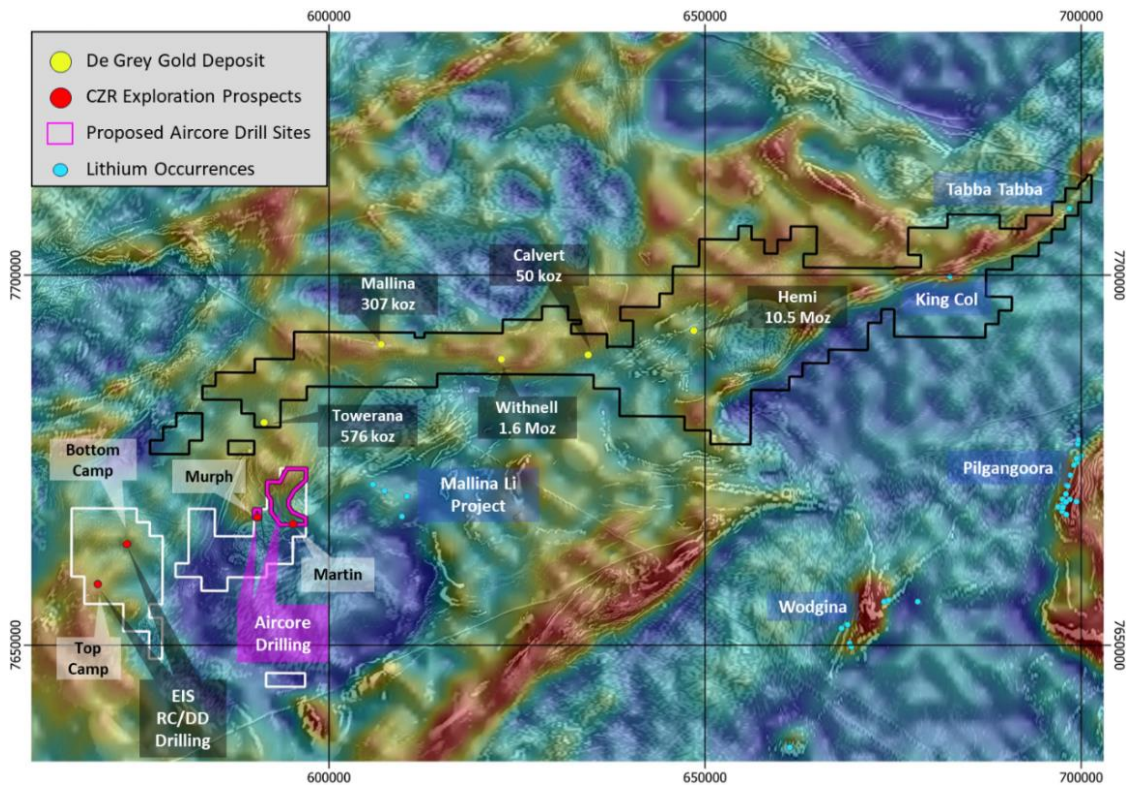 600000
650000
700000
De Grey Gold Deposit
CZR Exploration Prospects
Proposed Aircore Drill Sites
Lithium Occurrences
Tabba Tabba
7700000
7700000
Calvert
50 koz
Mallina
307 koz
Hemi
10.5 Moz
King Col
Towerana
576 koz
Withnell
1.6 Moz
Bottom
Camp
Murph
Mallina Li
Project
Pilgangoora
Martin
Wodgina
Aircore
Drilling
7650000
7650000
Top
Camp
EIS
RC/DD
Drilling
600000
650000
700000